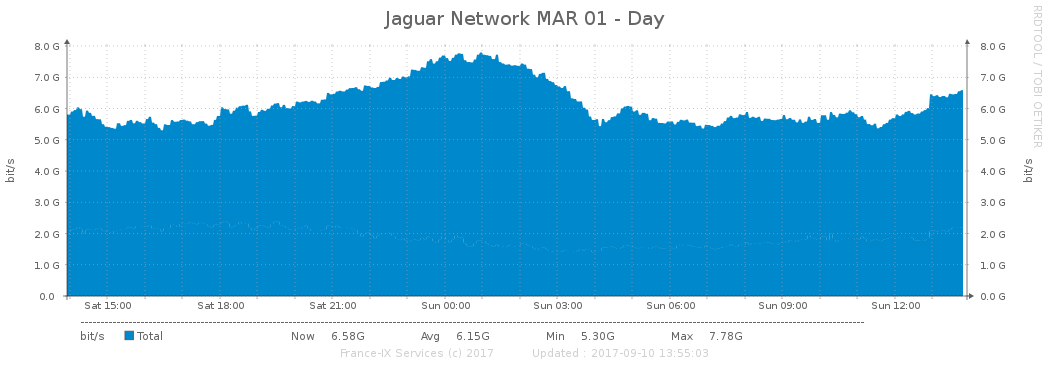 Jaguar Network MAR 01 - Day
RRDTOOL / TOBI OETIKER
8.0 G 8.0 G
7.0 G 7.0 G
6.0 G 6.0 G
5.0 G 5.0 G
4.0 G 4.0 G
3.0 G 3.0 G
2.0 G 2.0 G
1.0 G 1.0 G
0.0 0.0 G
bit/s
bit/s
Sat 15:00 Sat 18:00 Sat 21:00 Sun 00:00 Sun 03:00 Sun 06:00 Sun 09:00 Sun 12:00
bit/s Total Now 6.58G Avg 6.15G Min 5.30G Max 7.78G
France-IX Services (c) 2017 Updated : 2017-09-10 13:55:03